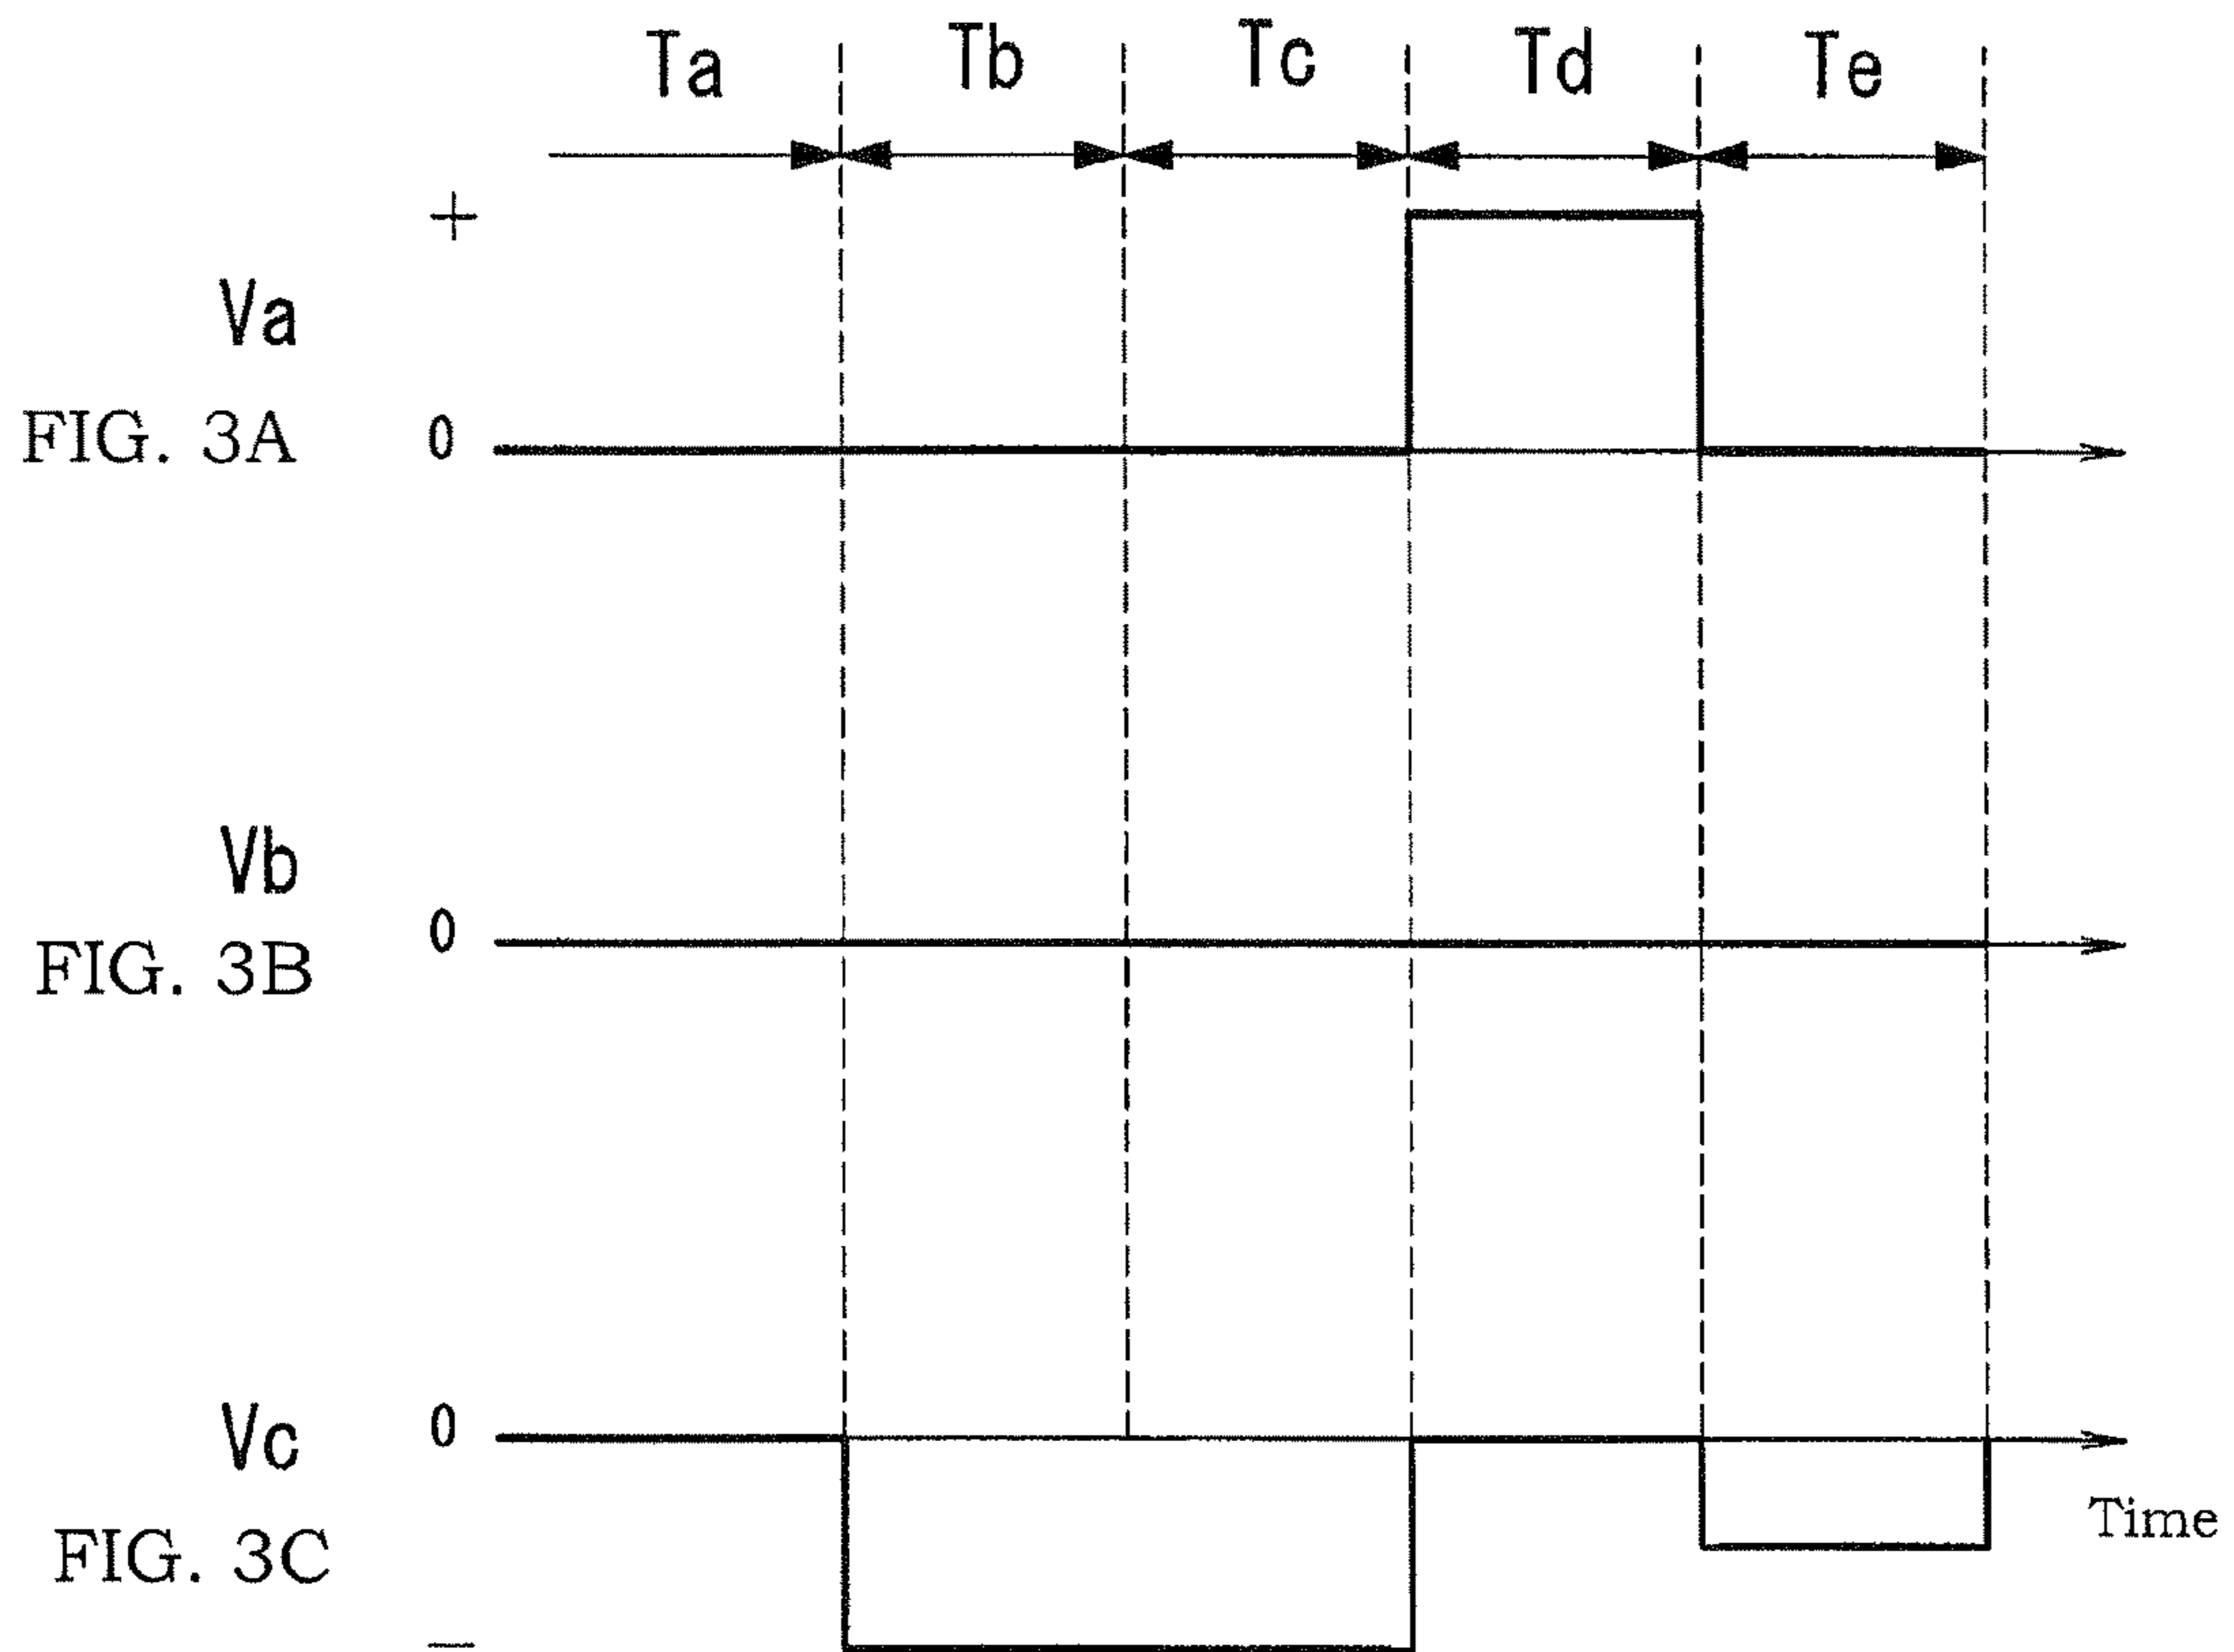 Ta Tb Tc Td Te
+
Va
FIG. 3A
0
Vb
FIG. 3B
0
Vc
FIG. 3C
0
−
Time